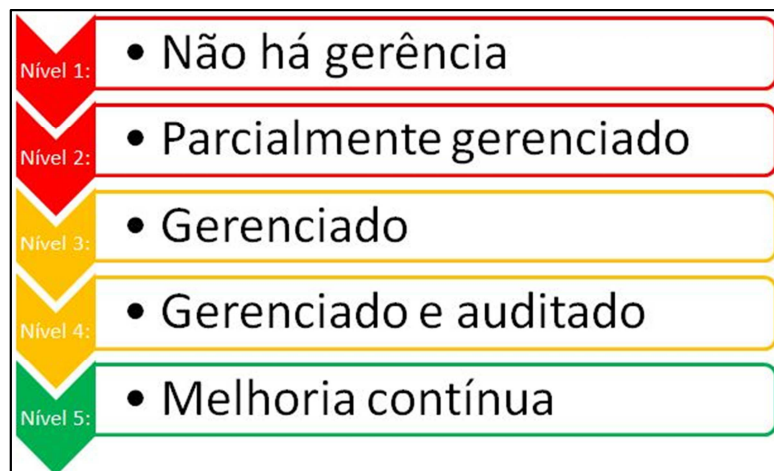 Nível 1: • Não há gerência
Nível 2: • Parcialmente gerenciado
Nível 3: • Gerenciado
Nível 4: • Gerenciado e auditado
Nível 5: • Melhoria contínua